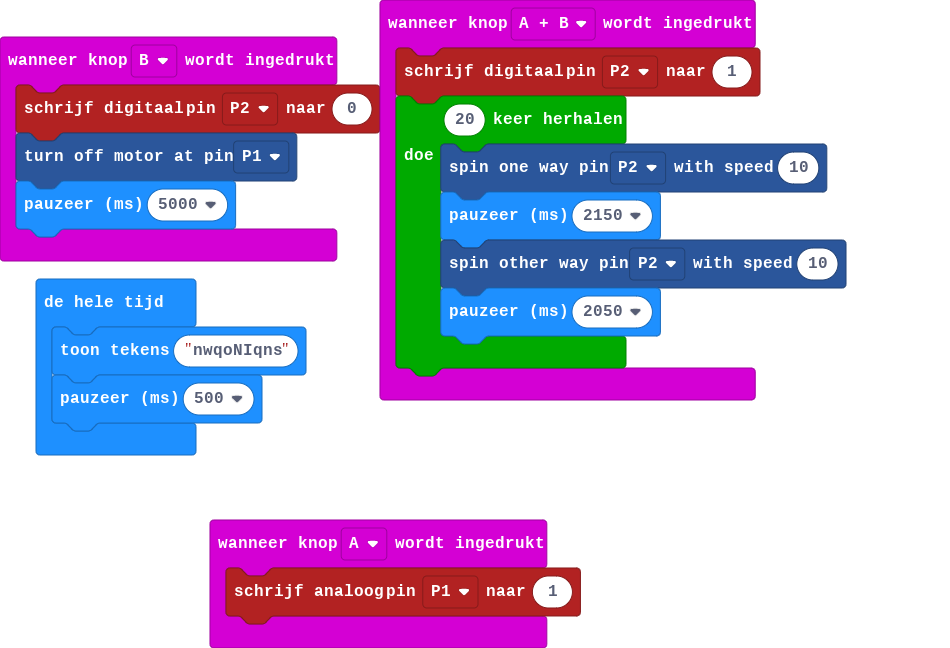 wanneer knop B wordt ingedrukt
schrijf digitaalpin P2 naar 0
turn off motor at pin P1
pauzeer (ms) 5000
wanneer knop A + B wordt ingedrukt
schrijf digitaalpin P2 naar 1
20 keer herhalen
doe
spin one way pin P2 with speed 10
pauzeer (ms) 2150
spin other way pin P2 with speed 10
pauzeer (ms) 2050
de hele tijd
toon tekens "nwqoNIqns"
pauzeer (ms) 500
wanneer knop A wordt ingedrukt
schrijf analoogpin P1 naar 1